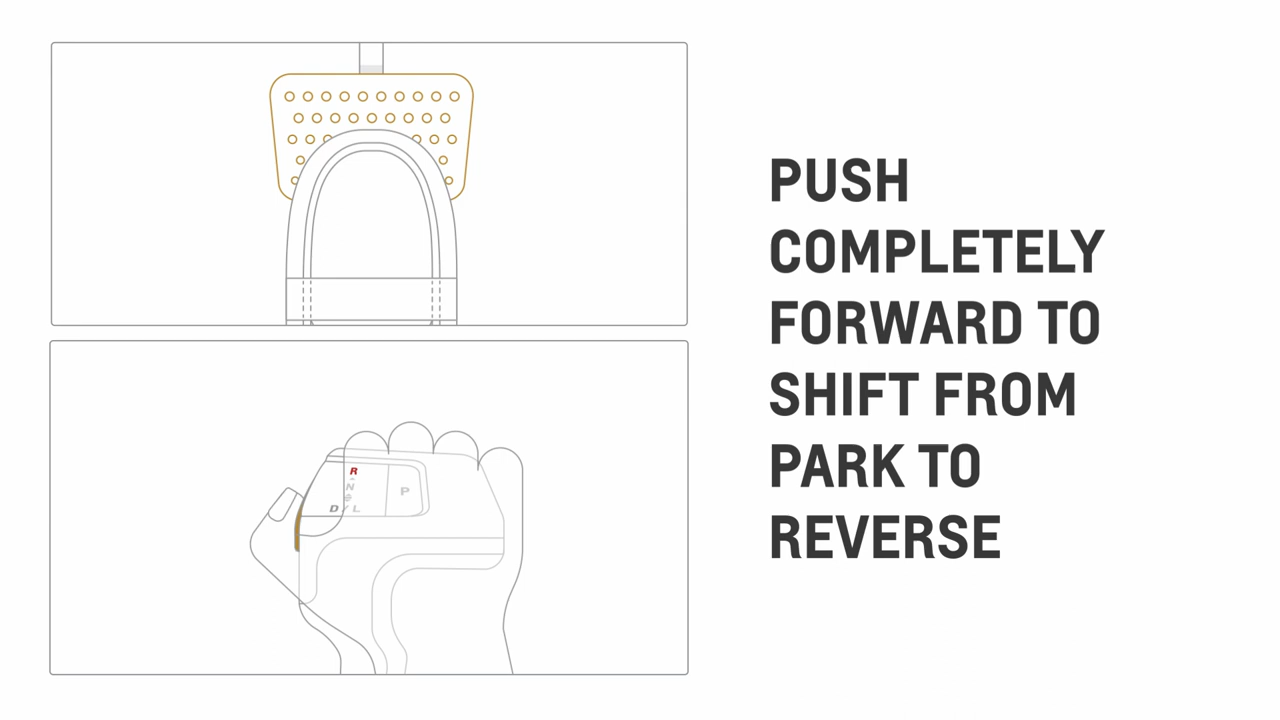 PUSH
COMPLETELY
FORWARD TO
SHIFT FROM
PARK TO
REVERSE
R
N
P
D / L